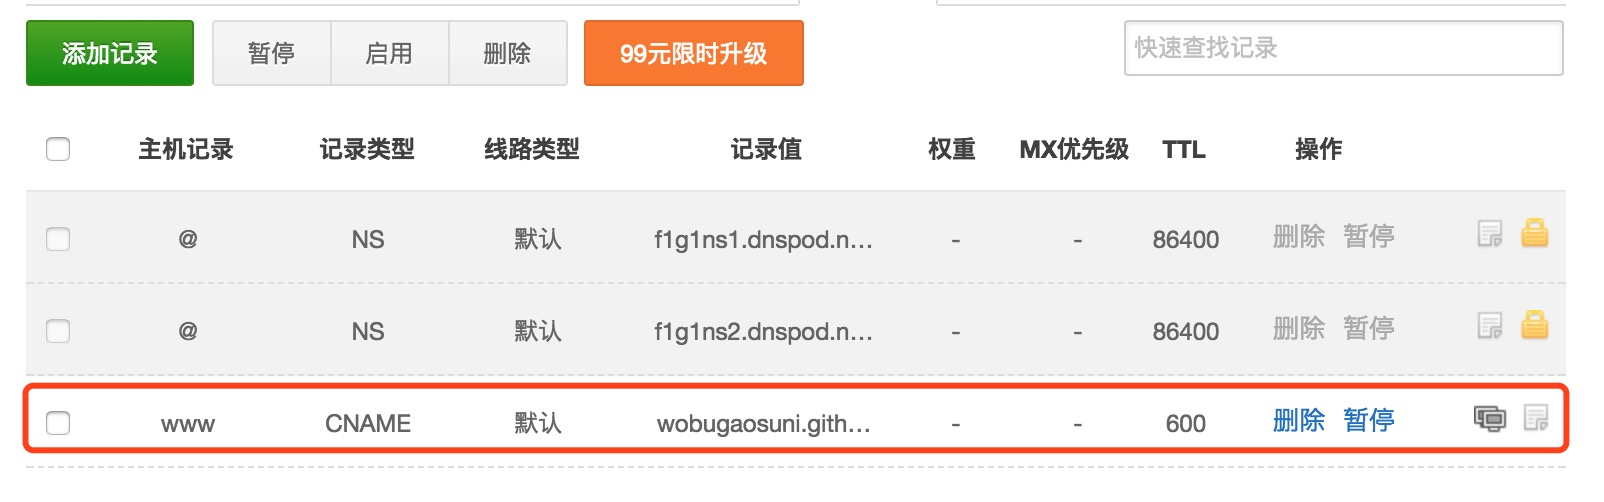 添加记录 暂停 启用 删除 99元限时升级 快速查找记录
主机记录 记录类型 线路类型 记录值 权重 MX优先级 TTL 操作
@ NS 默认 f1g1ns1.dnspod.n... - - 86400 删除 暂停
@ NS 默认 f1g1ns2.dnspod.n... - - 86400 删除 暂停
www CNAME 默认 wobugaosuni.gith... - - 600 删除 暂停